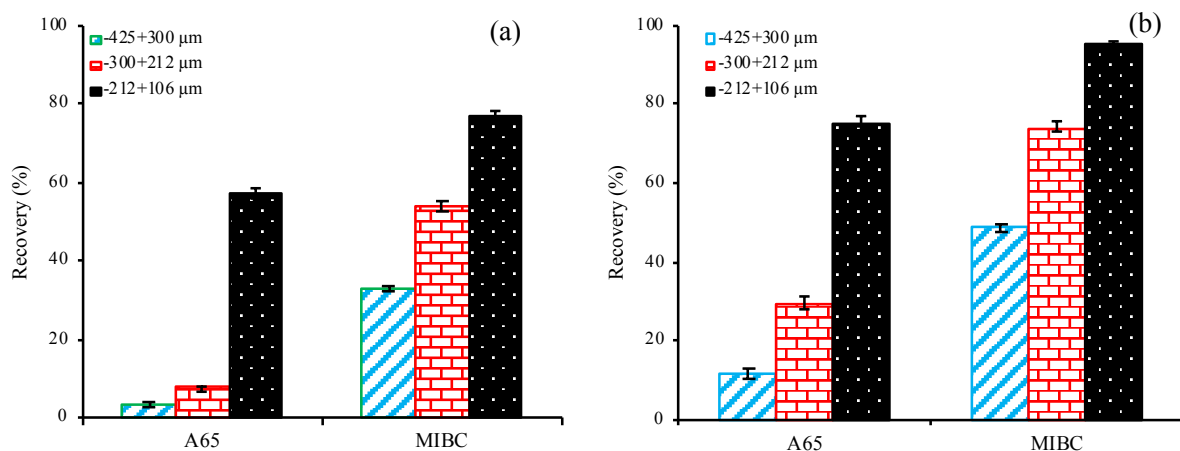 (a)
-425+300 µm
-300+212 µm
-212+106 µm
Recovery (%)
100
80
60
40
20
0
A65
MIBC
(b)
-425+300 µm
-300+212 µm
-212+106 µm
Recovery (%)
100
80
60
40
20
0
A65
MIBC